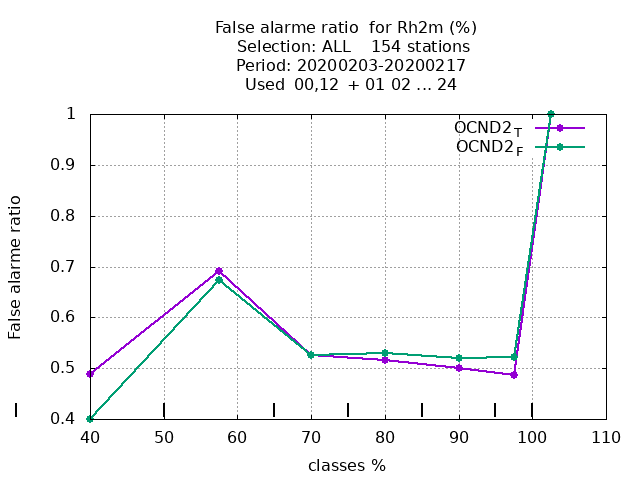 False alarme ratio  for Rh2m (%)
Selection: ALL    154 stations
Period: 20200203-20200217
Used  00,12  + 01 02 ... 24
OCND2T
OCND2F
1
0.9
0.8
0.7
0.6
0.5
0.4
False alarme ratio
40 50 60 70 80 90 100 110
classes %